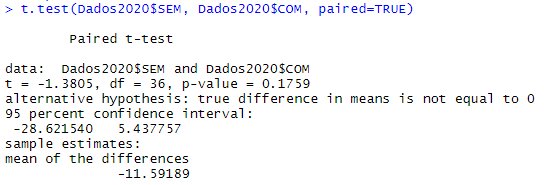 > t.test(Dados2020$SEM, Dados2020$COM, paired=TRUE)
Paired t-test
data:  Dados2020$SEM and Dados2020$COM
t = -1.3805, df = 36, p-value = 0.1759
alternative hypothesis: true difference in means is not equal to 0
95 percent confidence interval:
-28.621540   5.437757
sample estimates:
mean of the differences
-11.59189